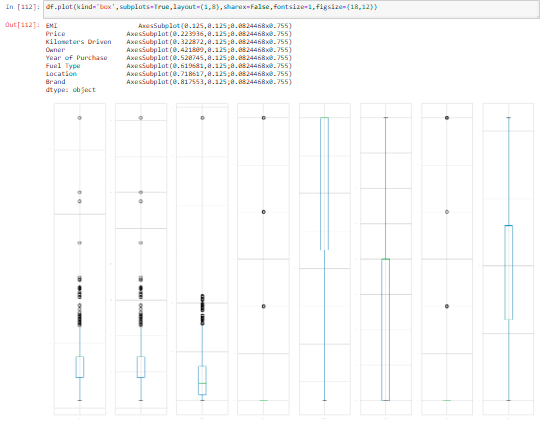 In [112]: df.plot(kind='box',subplots=True,layout=(1,8),sharex=False,fontsize=1,figsize=(18,12))
Out[112]: EMI AxesSubplot(0.125,0.125;0.0824468x0.755)
Price AxesSubplot(0.223936,0.125;0.0824468x0.755)
Kilometers Driven AxesSubplot(0.322872,0.125;0.0824468x0.755)
Owner AxesSubplot(0.421809,0.125;0.0824468x0.755)
Year of Purchase AxesSubplot(0.520745,0.125;0.0824468x0.755)
Fuel Type AxesSubplot(0.619681,0.125;0.0824468x0.755)
Location AxesSubplot(0.718617,0.125;0.0824468x0.755)
Brand AxesSubplot(0.817553,0.125;0.0824468x0.755)
dtype: object